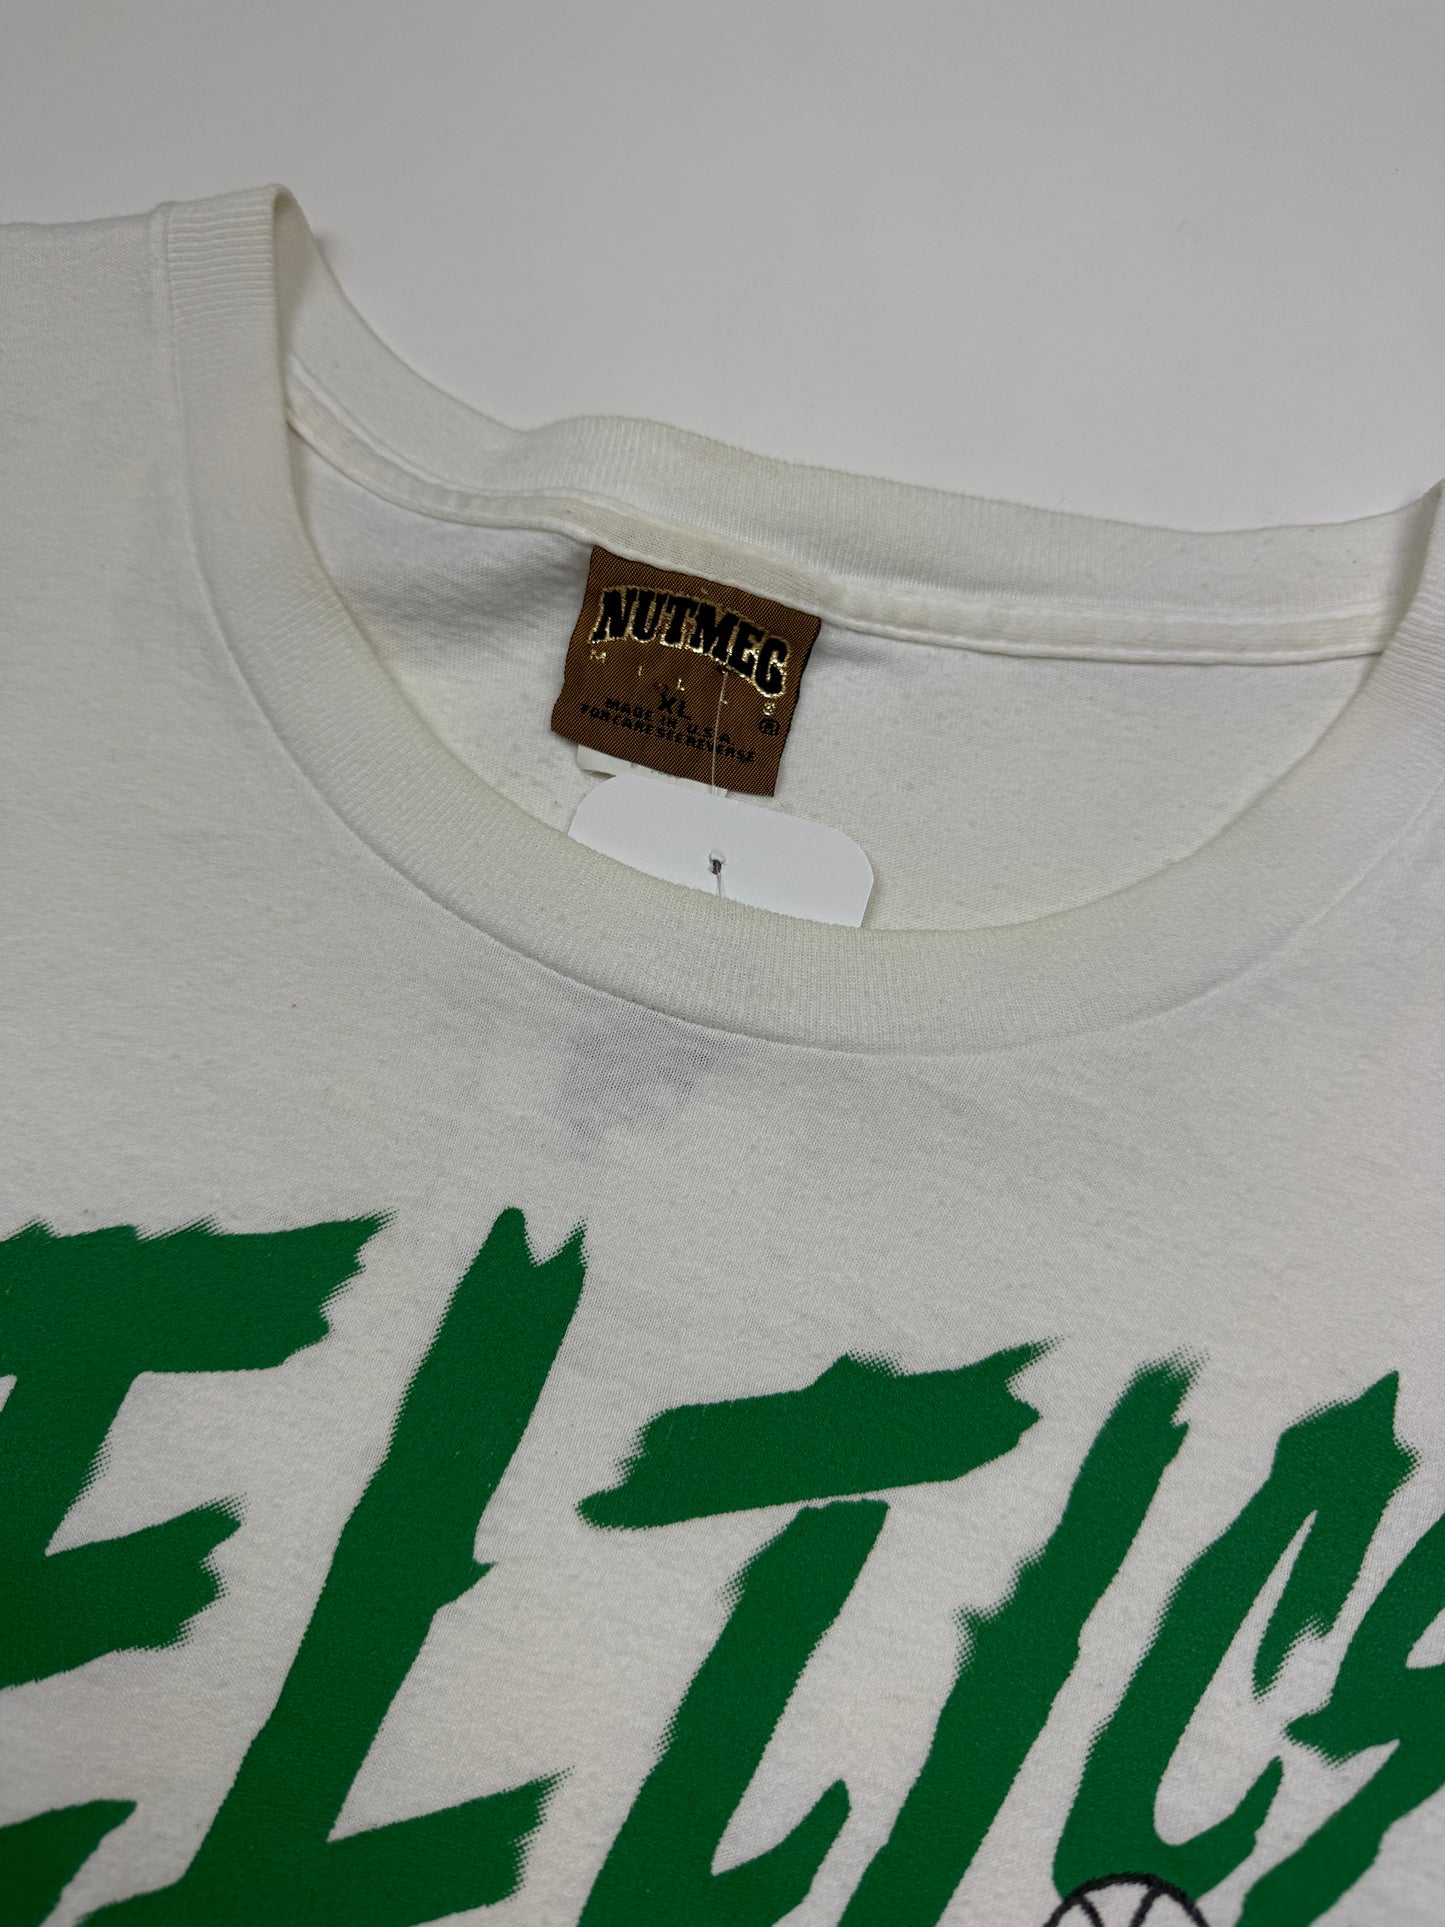 NUTMEG
MILLS
XL
®
MADE IN U.S.A.
FOR CARE SEE REVERSE
ELTICS